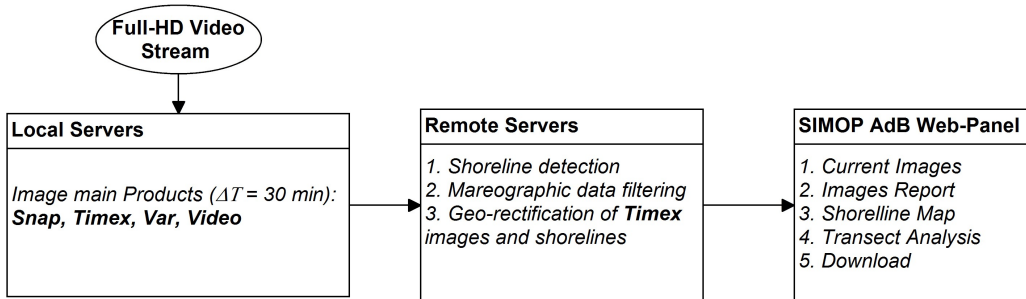 Full-HD Video
Stream
Local Servers
Image main Products (ΔT = 30 min):
Snap, Timex, Var, Video
Remote Servers
1. Shoreline detection
2. Mareographic data filtering
3. Geo-rectification of Timex
images and shorelines
SIMOP AdB Web-Panel
1. Current Images
2. Images Report
3. Shorelline Map
4. Transect Analysis
5. Download